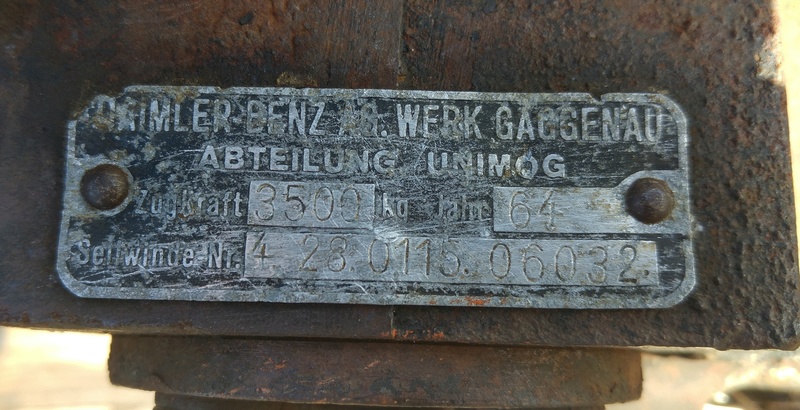 DAIMLER-BENZ AG. WERK GAGGENAU
ABTEILUNG UNIMOG
Zugkraft 3500 kg Jahr 64
Seilwinde-Nr. 4 28.0115.06032.